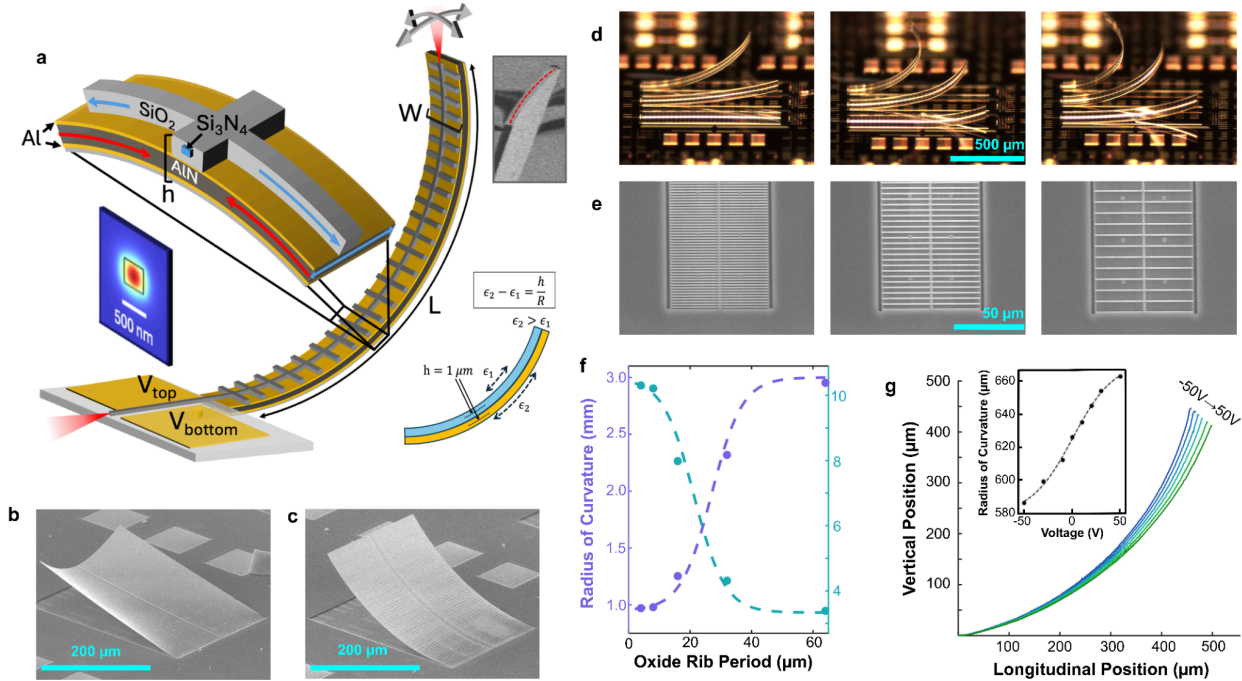 a
SiO₂
Si₃N₄
Al
AlN
h
W
L
500 nm
V_top
V_bottom
ϵ₂ − ϵ₁ = h/R
ϵ₂ > ϵ₁
h = 1 μm
ϵ₁
ϵ₂
b
200 μm
c
200 μm
d
500 μm
e
50 μm
f
Radius of Curvature (mm)
3.0
2.5
2.0
1.5
1.0
10
8
6
4
0 20 40 60
Oxide Rib Period (μm)
g
Vertical Position (μm)
500
400
300
200
100
100 200 300 400 500
Longitudinal Position (μm)
-50V→50V
Radius of Curvature (μm)
660
640
620
600
580
-50 0 50
Voltage (V)